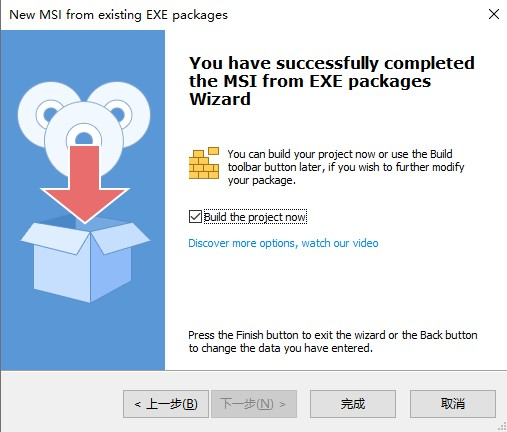 New MSI from existing EXE packages
You have successfully completed
the MSI from EXE packages
Wizard
You can build your project now or use the Build
toolbar button later, if you wish to further modify
your package.
Build the project now
Discover more options, watch our video
Press the Finish button to exit the wizard or the Back button
to change the data you have entered.
< 上一步(B)
下一步(N) >
完成
取消